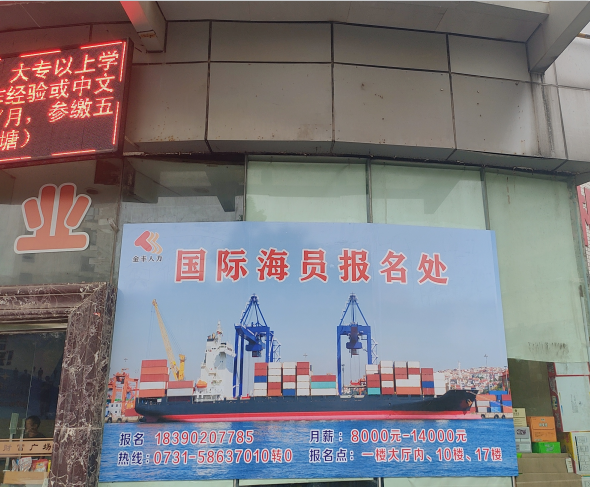 大专以上学
经验或中文
月，参缴五
塘）
业
金丰人力
国际海员报名处
报名 18390207785
月薪：8000元-14000元
热线：0731-58637010转0
报名点：一楼大厅内、10楼、17楼
广场